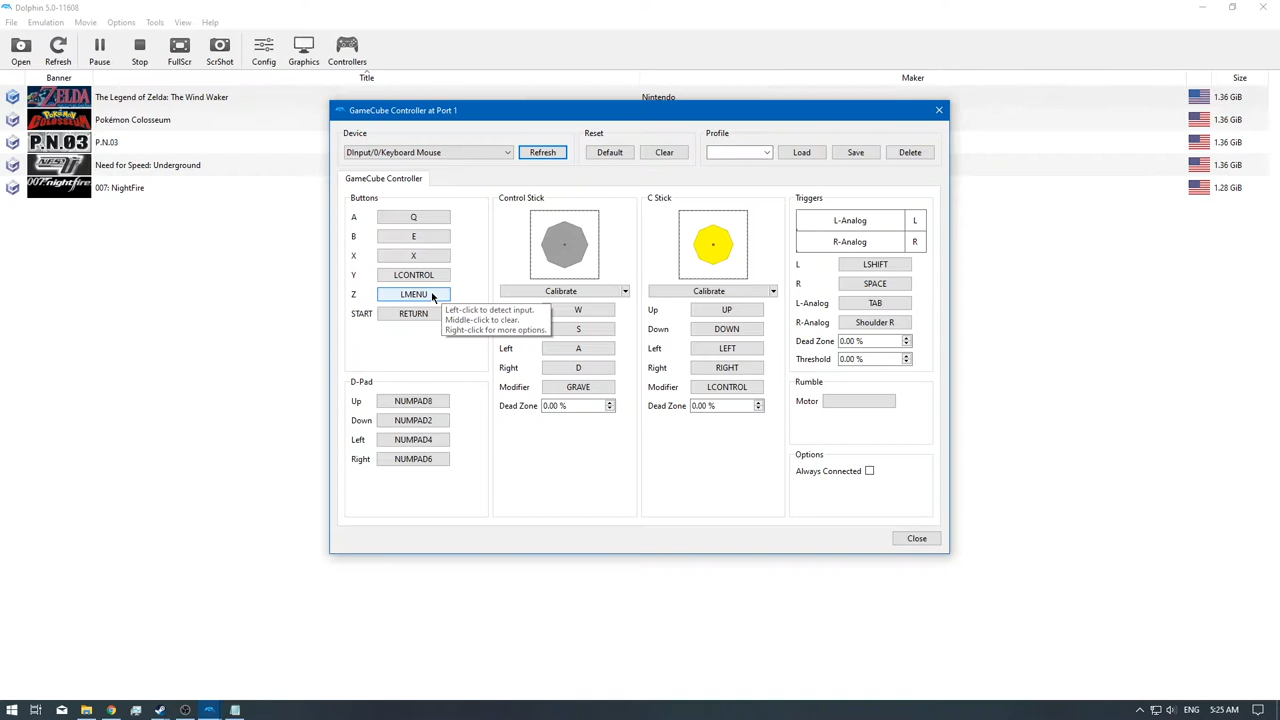 Dolphin 5.0-11608
File Emulation Movie Options Tools View Help
Open Refresh Pause Stop FullScr ScrShot Config Graphics Controllers
Banner Title Maker Size
ZELDA The Legend of Zelda: The Wind Waker Nintendo 1.36 GiB
POKéMON COLOSSEUM Pokémon Colosseum 1.36 GiB
P.N.03 P.N.03 1.36 GiB
Need for Speed: Underground 1.36 GiB
007: nightfire 007: NightFire 1.28 GiB
GameCube Controller at Port 1
Device Reset Profile
DInput/0/Keyboard Mouse Refresh Default Clear Load Save Delete
GameCube Controller
Buttons
A Q
B E
X X
Y LCONTROL
Z LMENU
START RETURN
Left-click to detect input.
Middle-click to clear.
Right-click for more options.
D-Pad
Up NUMPAD8
Down NUMPAD2
Left NUMPAD4
Right NUMPAD6
Control Stick
Calibrate
W
S
Left A
Right D
Modifier GRAVE
Dead Zone 0.00 %
C Stick
Calibrate
Up UP
Down DOWN
Left LEFT
Right RIGHT
Modifier LCONTROL
Dead Zone 0.00 %
Triggers
L-Analog L
R-Analog R
L LSHIFT
R SPACE
L-Analog TAB
R-Analog Shoulder R
Dead Zone 0.00 %
Threshold 0.00 %
Rumble
Motor
Options
Always Connected
Close
ENG 5:25 AM